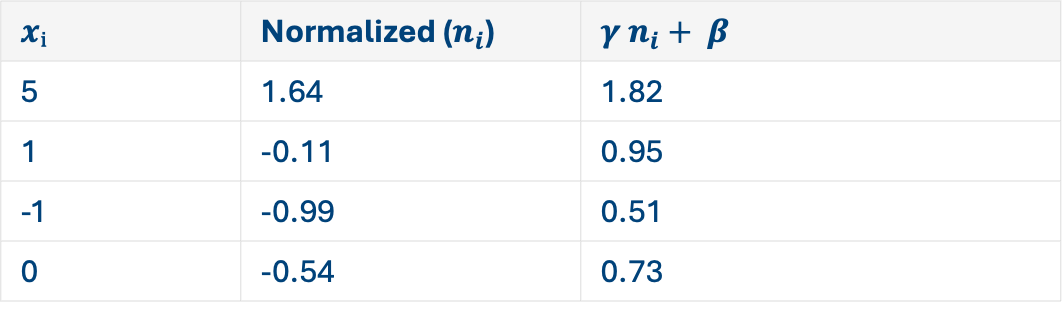 xᵢ Normalized (nᵢ) γ nᵢ + β
5 1.64 1.82
1 -0.11 0.95
-1 -0.99 0.51
0 -0.54 0.73